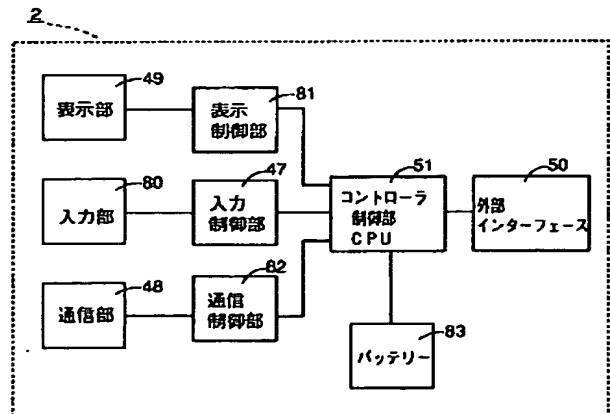 2
49
表示部
81
表示
制御部
80
入力部
47
入力
制御部
51
コントローラ
制御部
CPU
50
外部
インターフェース
48
通信部
82
通信
制御部
83
バッテリー